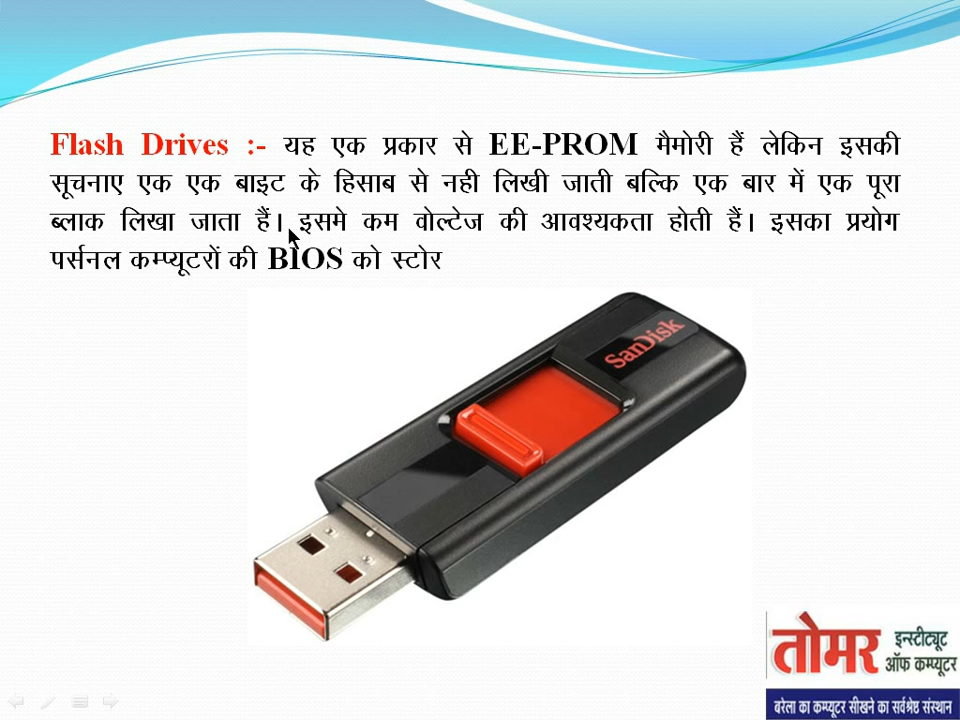 Flash Drives :- यह एक प्रकार से EE-PROM मैमोरी हैं लेकिन इसकी
सूचनाए एक एक बाइट के हिसाब से नही लिखी जाती बल्कि एक बार में एक पूरा
ब्लाक लिखा जाता हैं। इसमे कम वोल्टेज की आवश्यकता होती हैं। इसका प्रयोग
पर्सनल कम्प्यूटरों की BIOS को स्टोर
SanDisk
तोमर
इन्स्टीट्यूट
ऑफ कम्प्यूटर
बरेला का कम्प्यूटर सीखने का सर्वश्रेष्ठ संस्थान